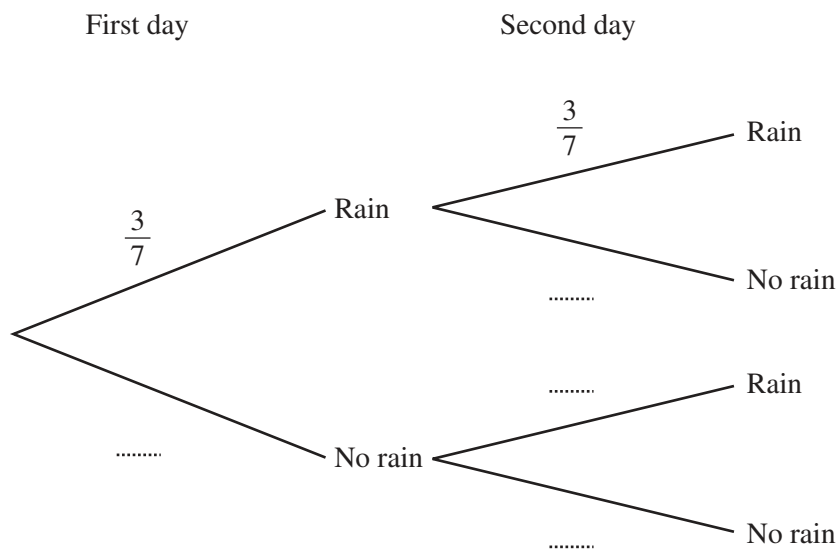 First day Second day
3/7 Rain
3/7 Rain
No rain
........
........ Rain
........ No rain
........ No rain